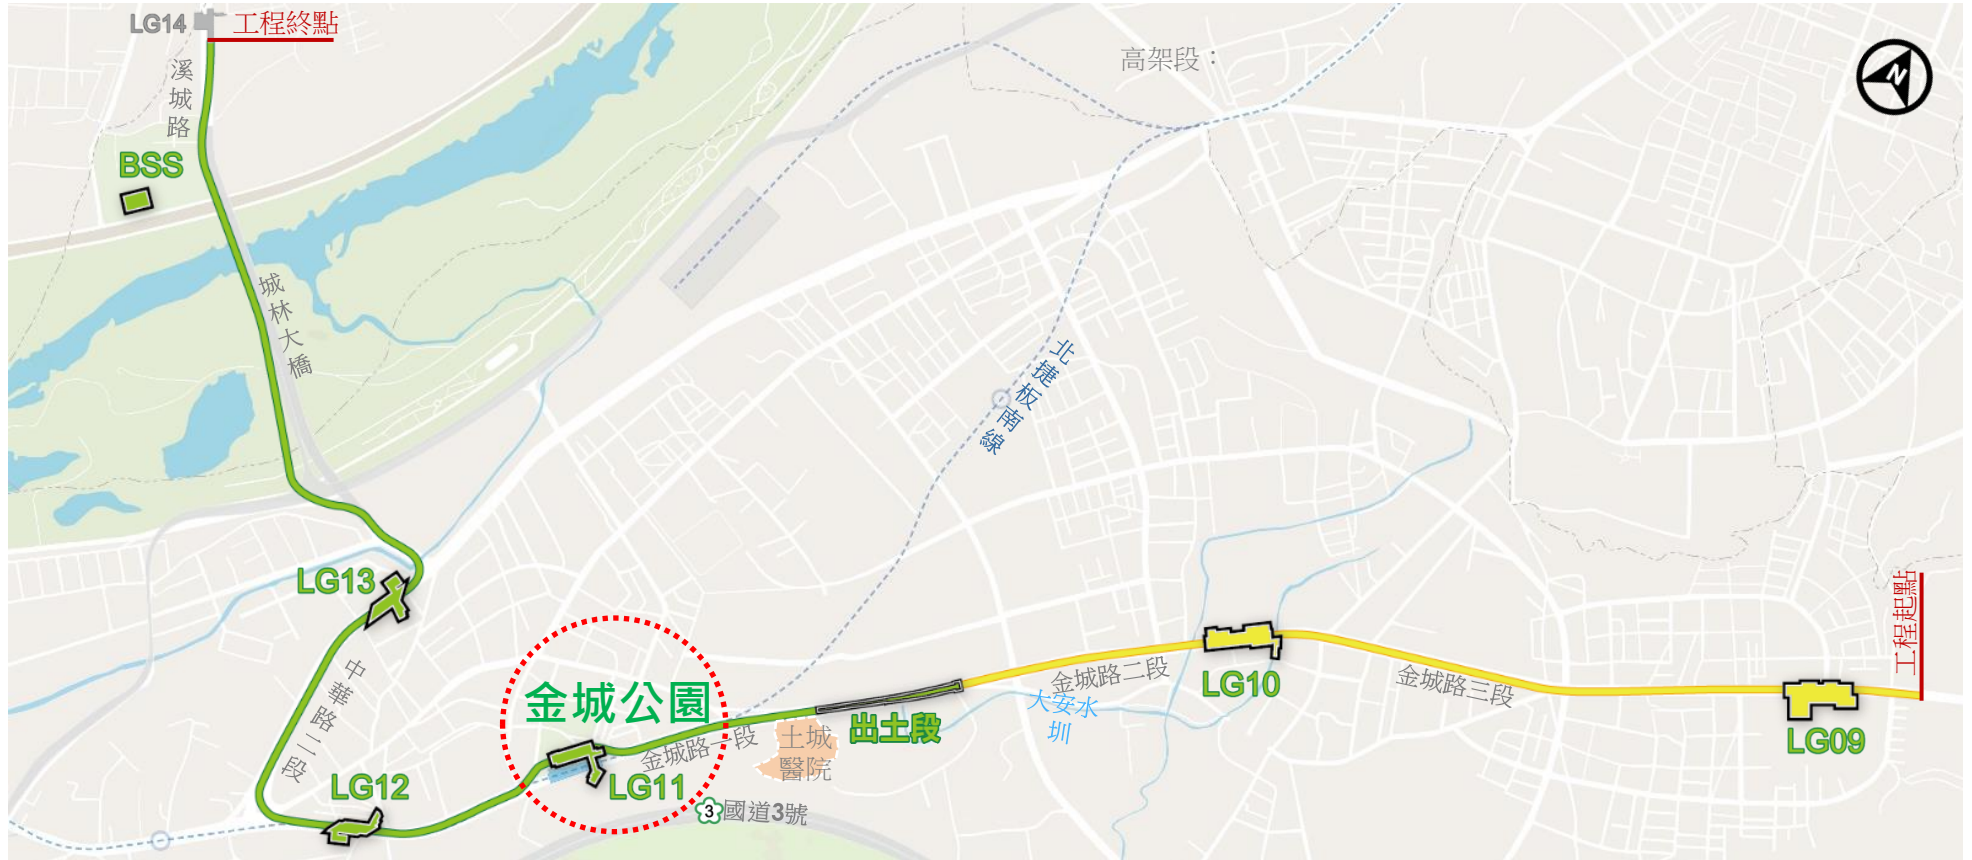 LG14
工程終點
溪城路
高架段：
N
BSS
城林大橋
北捷板南線
LG13
工程起點
中華路二段
金城公園
金城路二段
LG10
金城路三段
大安水圳
出土段
土城醫院
金城路一段
LG09
LG12
LG11
3
國道3號